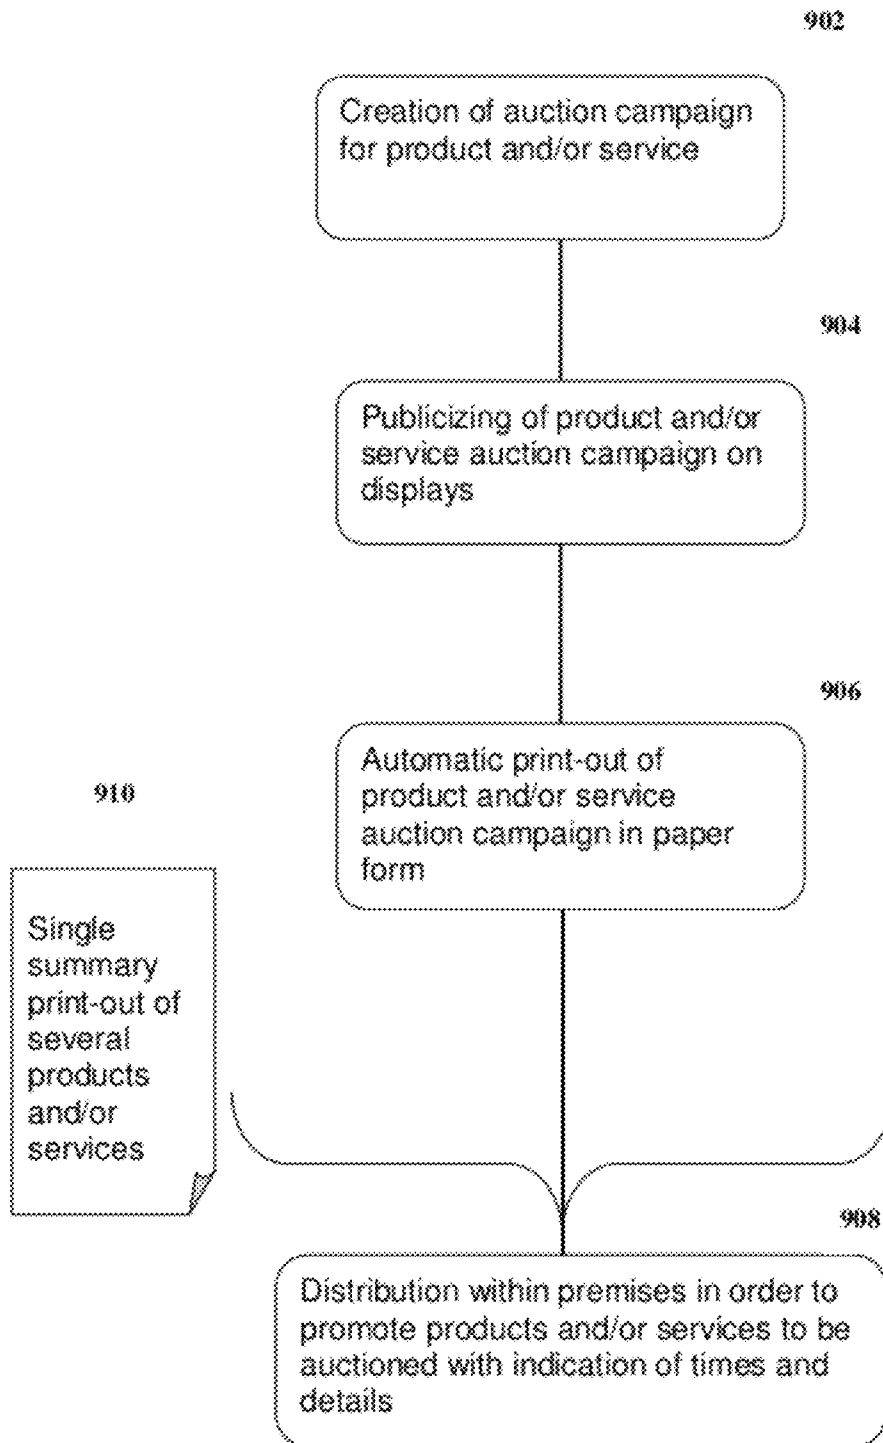 902
Creation of auction campaign
for product and/or service
904
Publicizing of product and/or
service auction campaign on
displays
906
Automatic print-out of
product and/or service
auction campaign in paper
form
910
Single
summary
print-out of
several
products
and/or
services
908
Distribution within premises in order to
promote products and/or services to be
auctioned with indication of times and
details